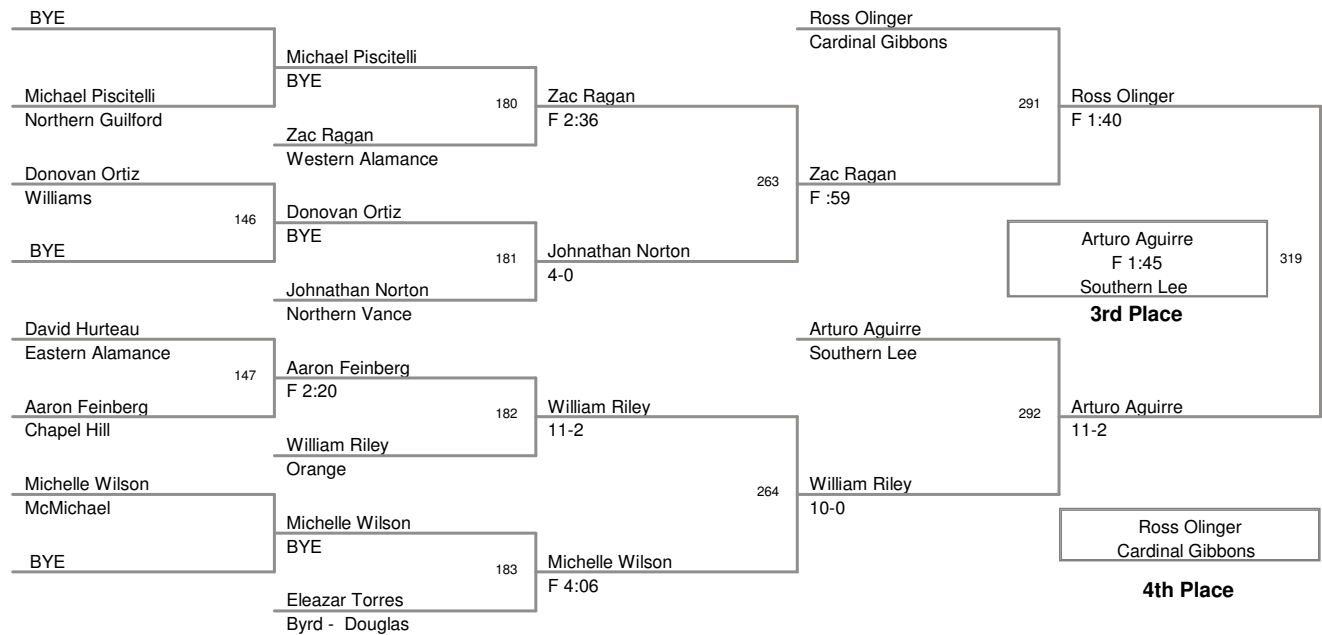 BYE
Michael Piscitelli
Northern Guilford
Donovan Ortiz
Williams
146
BYE
David Hurteau
Eastern Alamance
147
Aaron Feinberg
Chapel Hill
Michelle Wilson
McMichael
BYE
Michael Piscitelli
BYE
180
Zac Ragan
Western Alamance
Donovan Ortiz
BYE
181
Johnathan Norton
Northern Vance
Aaron Feinberg
F 2:20
182
William Riley
Orange
Michelle Wilson
BYE
183
Eleazar Torres
Byrd - Douglas
Zac Ragan
F 2:36
263
Johnathan Norton
4-0
William Riley
11-2
264
Michelle Wilson
F 4:06
Ross Olinger
Cardinal Gibbons
291
Zac Ragan
F :59
Arturo Aguirre
Southern Lee
292
William Riley
10-0
Ross Olinger
F 1:40
Arturo Aguirre
F 1:45
Southern Lee
319
3rd Place
Arturo Aguirre
11-2
Ross Olinger
Cardinal Gibbons
4th Place